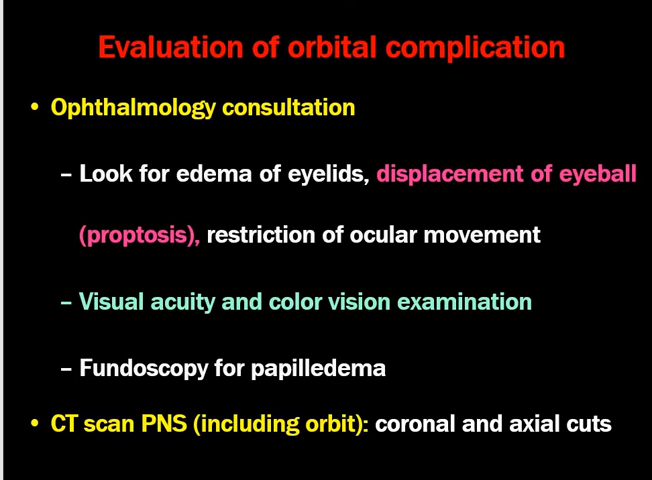 Evaluation of orbital complication
• Ophthalmology consultation
– Look for edema of eyelids, displacement of eyeball
(proptosis), restriction of ocular movement
– Visual acuity and color vision examination
– Fundoscopy for papilledema
• CT scan PNS (including orbit): coronal and axial cuts